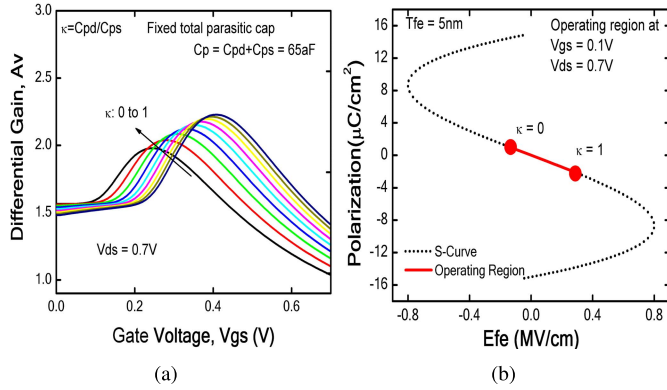 3.0
2.5
2.0
1.5
1.0
Differential Gain, Av
κ=Cpd/Cps
Fixed total parasitic cap
Cp = Cpd+Cps = 65aF
κ: 0 to 1
Vds = 0.7V
0.0
0.2
0.4
0.6
Gate Voltage, Vgs (V)
(a)
16
12
8
4
0
-4
-8
-12
-16
Polarization(μC/cm²)
Tfe = 5nm
Operating region at
Vgs = 0.1V
Vds = 0.7V
κ = 0
κ = 1
S-Curve
Operating Region
-0.8
-0.4
0.0
0.4
0.8
Efe (MV/cm)
(b)